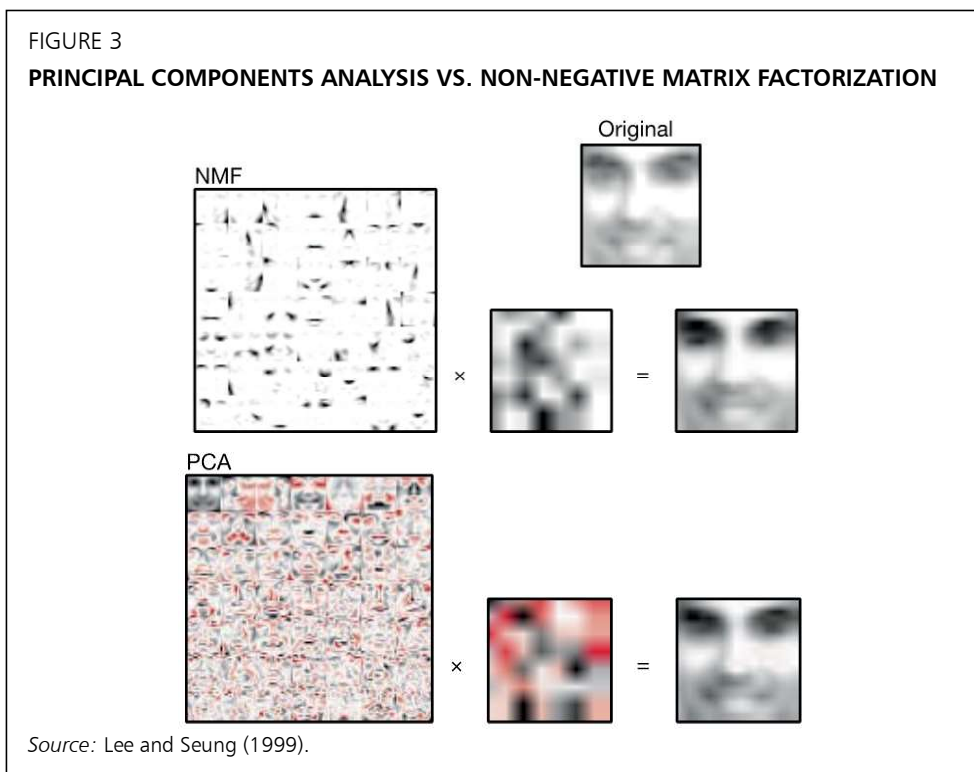 FIGURE 3
PRINCIPAL COMPONENTS ANALYSIS VS. NON-NEGATIVE MATRIX FACTORIZATION
Original
NMF
× =
PCA
× =
Source: Lee and Seung (1999).